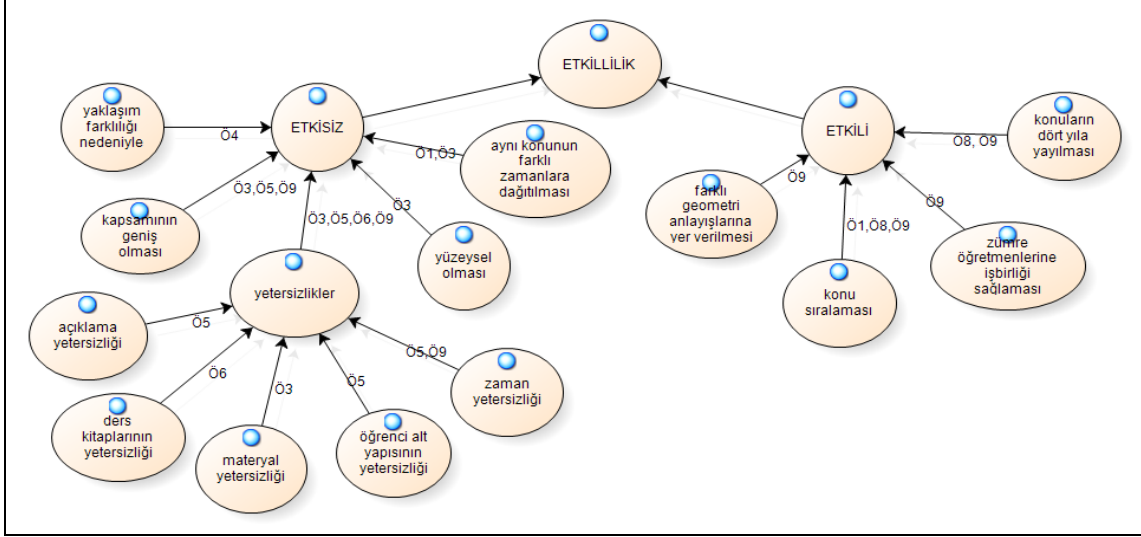 ETKİLLİLİK
yaklaşım
farklılığı
nedeniyle
Ö4
ETKİSİZ
Ö1,Ö3
aynı konunun
farklı
zamanlara
dağıtılması
ETKİLİ
Ö8, Ö9
konuların
dört yıla
yayılması
Ö3,Ö5,Ö9
kapsamının
geniş
olması
Ö3,Ö5,Ö6,Ö9
Ö3
yüzeysel
olması
Ö9
farklı
geometri
anlayışlarına
yer verilmesi
Ö1,Ö8,Ö9
konu
sıralaması
Ö9
zümre
öğretmenlerine
işbirliği
sağlaması
yetersizlikler
açıklama
yetersizliği
Ö5
Ö6
ders
kitaplarının
yetersizliği
Ö3
materyal
yetersizliği
Ö5
öğrenci alt
yapısının
yetersizliği
Ö5,Ö9
zaman
yetersizliği